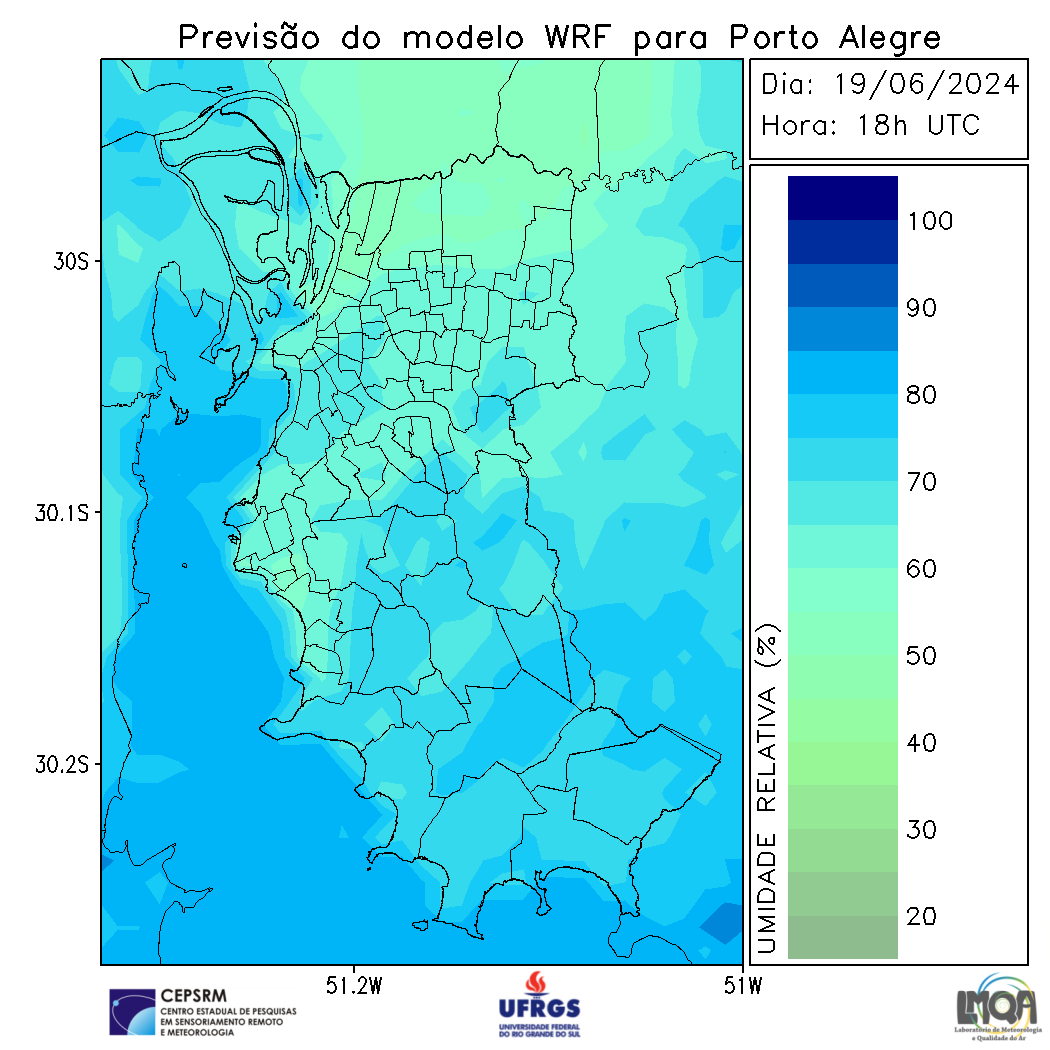 Previsão do modelo WRF para Porto Alegre
Dia: 19/06/2024
Hora: 18h UTC
30S
30.1S
30.2S
51.2W
51W
100
90
80
70
60
50
40
30
20
UMIDADE RELATIVA (%)
CEPSRM
CENTRO ESTADUAL DE PESQUISAS
EM SENSORIAMENTO REMOTO
E METEOROLOGIA
UFRGS
UNIVERSIDADE FEDERAL
DO RIO GRANDE DO SUL
LMQA
Laboratório de Meteorologia
e Qualidade do Ar